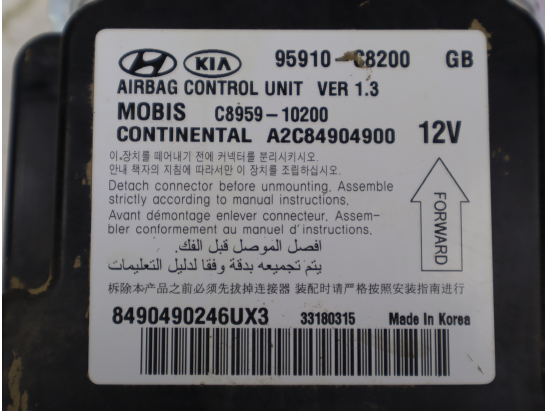 HYUNDAI KIA 95910-C8200 GB
AIRBAG CONTROL UNIT VER 1.3
MOBIS C8959-10200
CONTINENTAL A2C84904900 12V
이 장치를 떼어내기 전에 커넥터를 분리시키시오.
안내 책자의 지침에 따라서만 이 장치를 조립하십시오.
Detach connector before unmounting. Assemble
strictly according to manual instructions.
Avant démontage enlever connecteur. Assem-
bler conformement au manuel d'instructions.
افصل الموصل قبل الفك.
يتم تجميعه بدقة وفقا لدليل التعليمات
FORWARD
拆除本产品之前必须先拔掉连接器 装配时请严格按照安装指南进行
8490490246UX3 33180315 Made in Korea